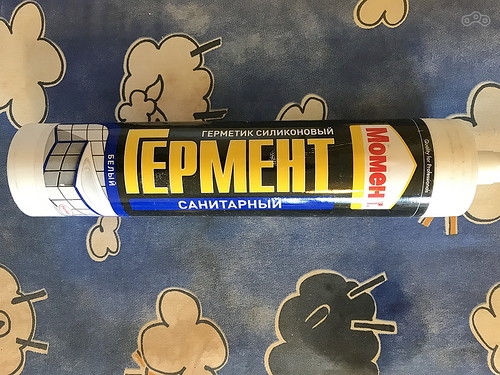 ГЕРМЕТИК СИЛИКОНОВЫЙ
ГЕРМЕНТ
САНИТАРНЫЙ
БЕЛЫЙ
Момент
Quality for Professionals